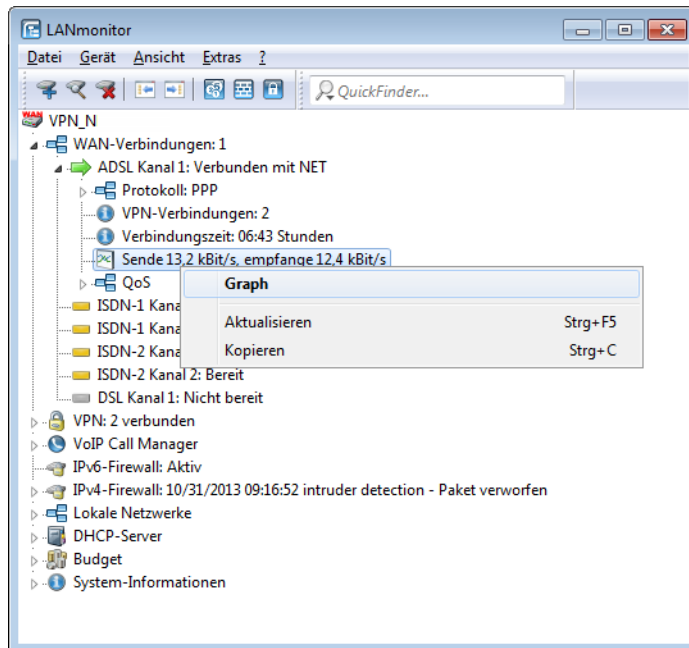 LANmonitor
Datei Gerät Ansicht Extras ?
QuickFinder...
WAN
VPN_N
WAN-Verbindungen: 1
ADSL Kanal 1: Verbunden mit NET
Protokoll: PPP
VPN-Verbindungen: 2
Verbindungszeit: 06:43 Stunden
Sende 13,2 kBit/s, empfange 12,4 kBit/s
QoS
Graph
ISDN-1 Kana
ISDN-1 Kana
Aktualisieren Strg+F5
ISDN-2 Kana
Kopieren Strg+C
ISDN-2 Kanal 2: Bereit
DSL Kanal 1: Nicht bereit
VPN: 2 verbunden
VoIP Call Manager
IPv6-Firewall: Aktiv
IPv4-Firewall: 10/31/2013 09:16:52 intruder detection - Paket verworfen
Lokale Netzwerke
DHCP-Server
Budget
System-Informationen